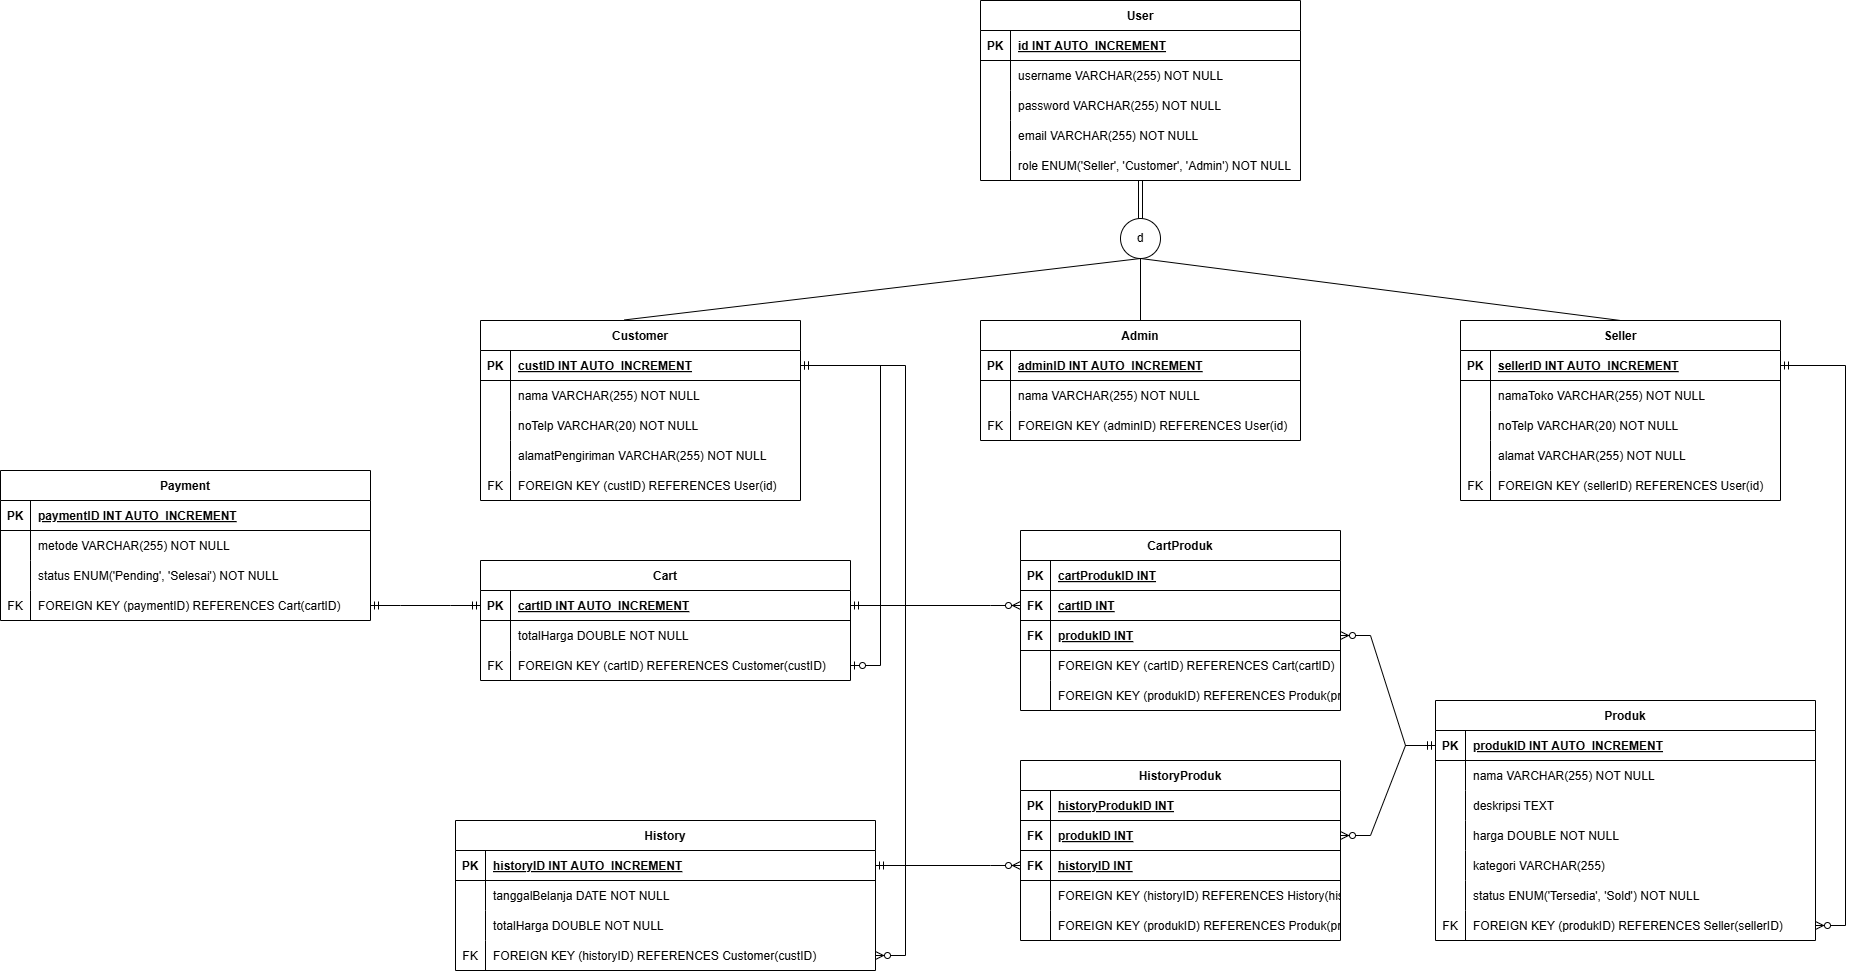 User
PK id INT AUTO_INCREMENT
username VARCHAR(255) NOT NULL
password VARCHAR(255) NOT NULL
email VARCHAR(255) NOT NULL
role ENUM('Seller', 'Customer', 'Admin') NOT NULL
d
Customer
PK custID INT AUTO_INCREMENT
nama VARCHAR(255) NOT NULL
noTelp VARCHAR(20) NOT NULL
alamatPengiriman VARCHAR(255) NOT NULL
FK FOREIGN KEY (custID) REFERENCES User(id)
Admin
PK adminID INT AUTO_INCREMENT
nama VARCHAR(255) NOT NULL
FK FOREIGN KEY (adminID) REFERENCES User(id)
Seller
PK sellerID INT AUTO_INCREMENT
namaToko VARCHAR(255) NOT NULL
noTelp VARCHAR(20) NOT NULL
alamat VARCHAR(255) NOT NULL
FK FOREIGN KEY (sellerID) REFERENCES User(id)
Payment
PK paymentID INT AUTO_INCREMENT
metode VARCHAR(255) NOT NULL
status ENUM('Pending', 'Selesai') NOT NULL
FK FOREIGN KEY (paymentID) REFERENCES Cart(cartID)
Cart
PK cartID INT AUTO_INCREMENT
totalHarga DOUBLE NOT NULL
FK FOREIGN KEY (cartID) REFERENCES Customer(custID)
CartProduk
PK cartProdukID INT
FK cartID INT
FK produkID INT
FOREIGN KEY (cartID) REFERENCES Cart(cartID)
FOREIGN KEY (produkID) REFERENCES Produk(pr
Produk
PK produkID INT AUTO_INCREMENT
nama VARCHAR(255) NOT NULL
deskripsi TEXT
harga DOUBLE NOT NULL
kategori VARCHAR(255)
status ENUM('Tersedia', 'Sold') NOT NULL
FK FOREIGN KEY (produkID) REFERENCES Seller(sellerID)
HistoryProduk
PK historyProdukID INT
FK produkID INT
FK historyID INT
FOREIGN KEY (historyID) REFERENCES History(his
FOREIGN KEY (produkID) REFERENCES Produk(pr
History
PK historyID INT AUTO_INCREMENT
tanggalBelanja DATE NOT NULL
totalHarga DOUBLE NOT NULL
FK FOREIGN KEY (historyID) REFERENCES Customer(custID)